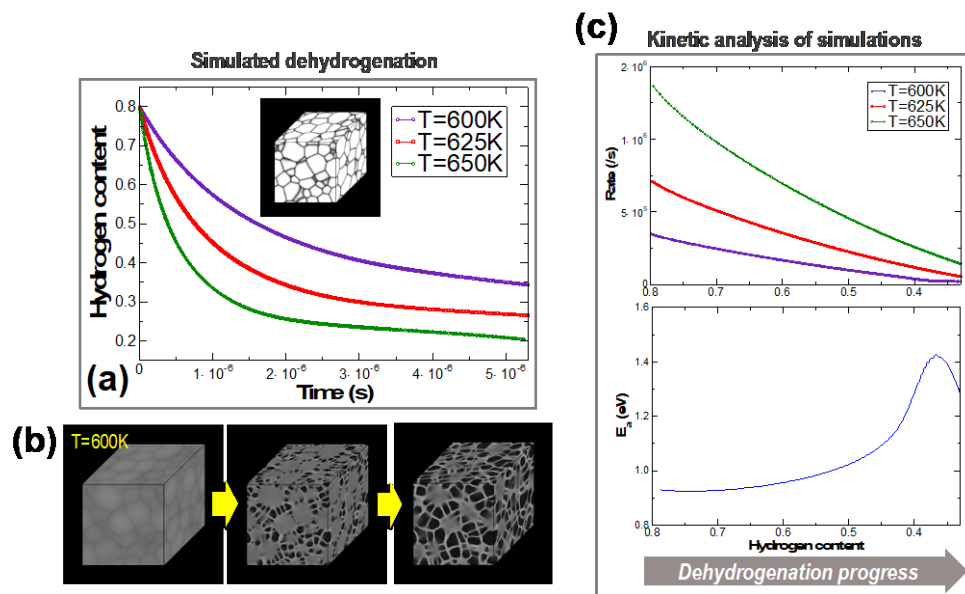 Simulated dehydrogenation
Hydrogen content
0.8
0.7
0.6
0.5
0.4
0.3
0.2
T=600K
T=625K
T=650K
0
1·10⁻⁶
2·10⁻⁶
3·10⁻⁶
4·10⁻⁶
5·10⁻⁶
Time (s)
(a)
(b)
T=600K
(c)
Kinetic analysis of simulations
Rate (/s)
2·10⁶
1·10⁶
5·10⁵
0
T=600K
T=625K
T=650K
0.8
0.7
0.6
0.5
0.4
Eₐ (eV)
1.4
1.2
1.0
0.8
0.8
0.7
0.6
0.5
0.4
Hydrogen content
Dehydrogenation progress